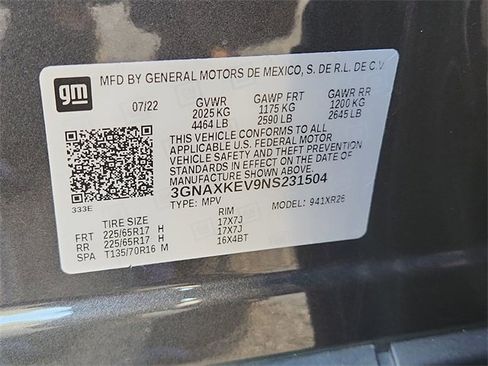 gm MFD BY GENERAL MOTORS DE MEXICO, S. DE R.L. DE C.V.
07/22 GVWR GAWP FRT GAWR RR
2025 KG 1175 KG 1200 KG
4464 LB 2590 LB 2645 LB
THIS VEHICLE CONFORMS TO ALL
APPLICABLE U.S. FEDERAL MOTOR
VEHICLE SAFETY AND THEFT PREVENTION
STANDARDS IN EFFECT ON THE DATE OF
MANUFACTURE SHOWN ABOVE.
3GNAXKEV9NS231504
333E TYPE: MPV MODEL: 941XR26
TIRE SIZE RIM
FRT 225/65R17 H 17X7J
RR 225/65R17 H 17X7J
SPA T135/70R16 M 16X4BT